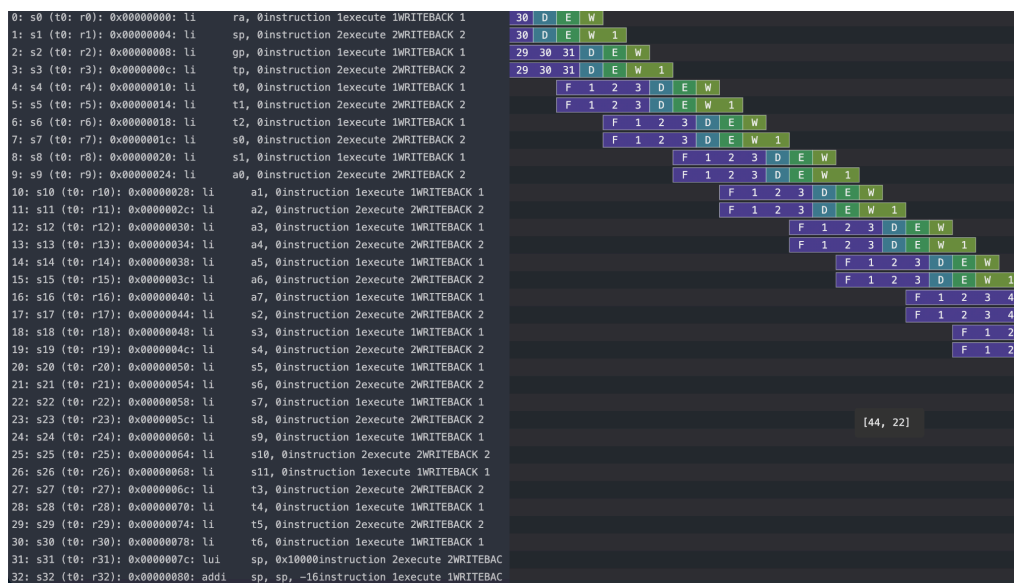 0: s0 (t0: r0): 0x00000000: li ra, 0instruction 1execute 1WRITEBACK 1 30 D E W
1: s1 (t0: r1): 0x00000004: li sp, 0instruction 2execute 2WRITEBACK 2 30 D E W 1
2: s2 (t0: r2): 0x00000008: li gp, 0instruction 1execute 1WRITEBACK 1 29 30 31 D E W
3: s3 (t0: r3): 0x0000000c: li tp, 0instruction 2execute 2WRITEBACK 2 29 30 31 D E W 1
4: s4 (t0: r4): 0x00000010: li t0, 0instruction 1execute 1WRITEBACK 1 F 1 2 3 D E W
5: s5 (t0: r5): 0x00000014: li t1, 0instruction 2execute 2WRITEBACK 2 F 1 2 3 D E W 1
6: s6 (t0: r6): 0x00000018: li t2, 0instruction 1execute 1WRITEBACK 1 F 1 2 3 D E W
7: s7 (t0: r7): 0x0000001c: li s0, 0instruction 2execute 2WRITEBACK 2 F 1 2 3 D E W 1
8: s8 (t0: r8): 0x00000020: li s1, 0instruction 1execute 1WRITEBACK 1 F 1 2 3 D E W
9: s9 (t0: r9): 0x00000024: li a0, 0instruction 2execute 2WRITEBACK 2 F 1 2 3 D E W 1
10: s10 (t0: r10): 0x00000028: li a1, 0instruction 1execute 1WRITEBACK 1 F 1 2 3 D E W
11: s11 (t0: r11): 0x0000002c: li a2, 0instruction 2execute 2WRITEBACK 2 F 1 2 3 D E W 1
12: s12 (t0: r12): 0x00000030: li a3, 0instruction 1execute 1WRITEBACK 1 F 1 2 3 D E W
13: s13 (t0: r13): 0x00000034: li a4, 0instruction 2execute 2WRITEBACK 2 F 1 2 3 D E W 1
14: s14 (t0: r14): 0x00000038: li a5, 0instruction 1execute 1WRITEBACK 1 F 1 2 3 D E W
15: s15 (t0: r15): 0x0000003c: li a6, 0instruction 2execute 2WRITEBACK 2 F 1 2 3 D E W 1
16: s16 (t0: r16): 0x00000040: li a7, 0instruction 1execute 1WRITEBACK 1 F 1 2 3 4
17: s17 (t0: r17): 0x00000044: li s2, 0instruction 2execute 2WRITEBACK 2 F 1 2 3 4
18: s18 (t0: r18): 0x00000048: li s3, 0instruction 1execute 1WRITEBACK 1 F 1 2
19: s19 (t0: r19): 0x0000004c: li s4, 0instruction 2execute 2WRITEBACK 2 F 1 2
20: s20 (t0: r20): 0x00000050: li s5, 0instruction 1execute 1WRITEBACK 1
21: s21 (t0: r21): 0x00000054: li s6, 0instruction 2execute 2WRITEBACK 2
22: s22 (t0: r22): 0x00000058: li s7, 0instruction 1execute 1WRITEBACK 1
23: s23 (t0: r23): 0x0000005c: li s8, 0instruction 2execute 2WRITEBACK 2 [44, 22]
24: s24 (t0: r24): 0x00000060: li s9, 0instruction 1execute 1WRITEBACK 1
25: s25 (t0: r25): 0x00000064: li s10, 0instruction 2execute 2WRITEBACK 2
26: s26 (t0: r26): 0x00000068: li s11, 0instruction 1execute 1WRITEBACK 1
27: s27 (t0: r27): 0x0000006c: li t3, 0instruction 2execute 2WRITEBACK 2
28: s28 (t0: r28): 0x00000070: li t4, 0instruction 1execute 1WRITEBACK 1
29: s29 (t0: r29): 0x00000074: li t5, 0instruction 2execute 2WRITEBACK 2
30: s30 (t0: r30): 0x00000078: li t6, 0instruction 1execute 1WRITEBACK 1
31: s31 (t0: r31): 0x0000007c: lui sp, 0x10000instruction 2execute 2WRITEBAC
32: s32 (t0: r32): 0x00000080: addi sp, sp, -16instruction 1execute 1WRITEBAC